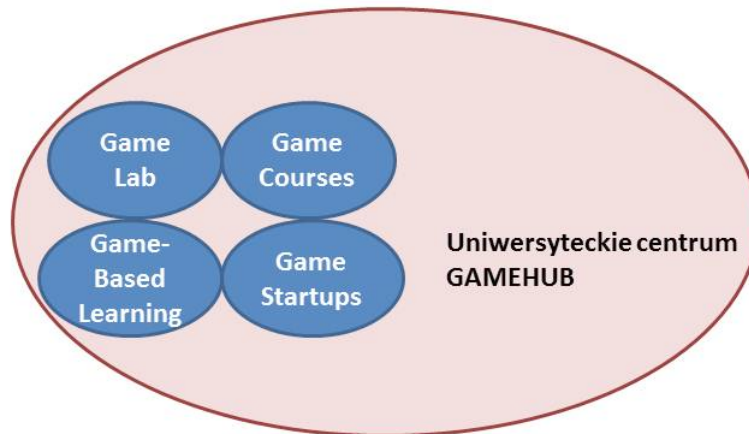 Game
Lab
Game
Courses
Game-
Based
Learning
Game
Startups
Uniwersyteckie centrum
GAMEHUB